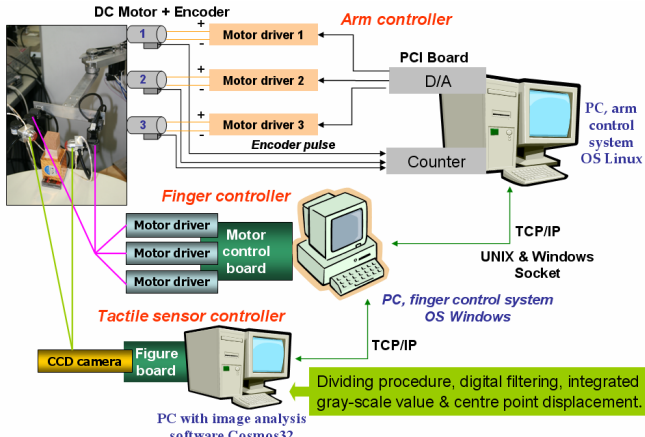 DC Motor + Encoder
Arm controller
1
+
-
Motor driver 1
PCI Board
D/A
2
+
-
Motor driver 2
3
+
-
Motor driver 3
Encoder pulse
Counter
PC, arm
control
system
OS Linux
Finger controller
Motor driver
Motor driver
Motor driver
Motor
control
board
TCP/IP
UNIX & Windows
Socket
PC, finger control system
OS Windows
Tactile sensor controller
TCP/IP
CCD camera
Figure
board
Dividing procedure, digital filtering, integrated
gray-scale value & centre point displacement.
PC with image analysis
software Cosmos32